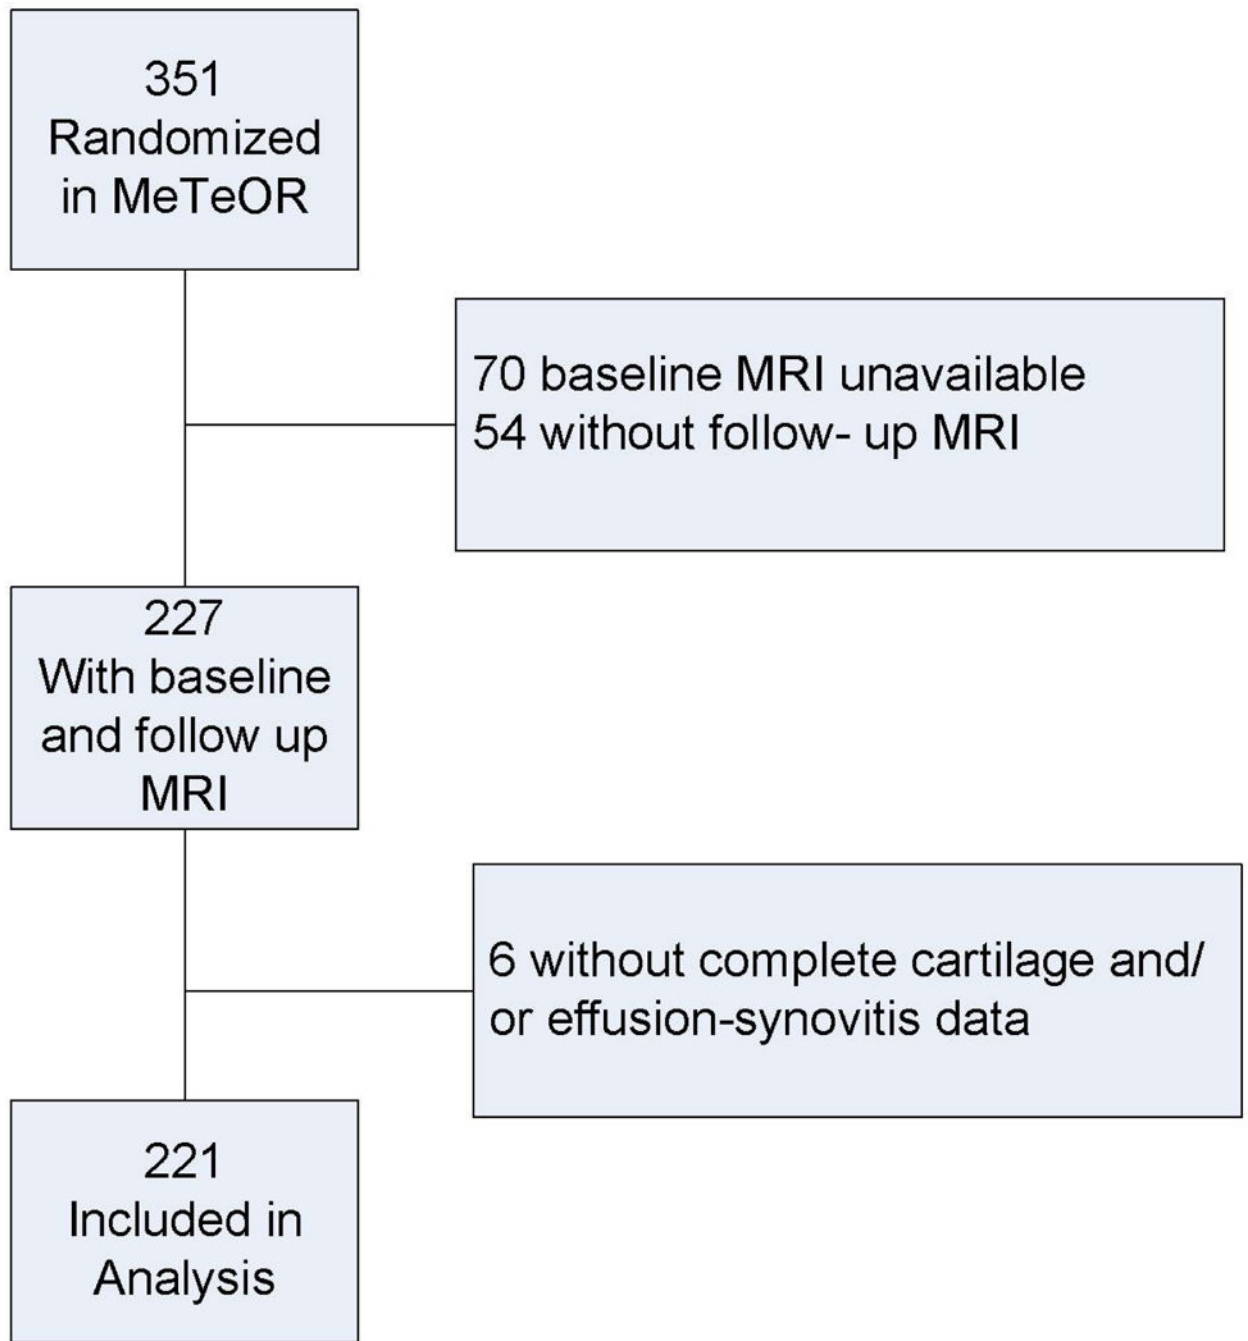 351
Randomized
in MeTeOR
70 baseline MRI unavailable
54 without follow- up MRI
227
With baseline
and follow up
MRI
6 without complete cartilage and/
or effusion-synovitis data
221
Included in
Analysis